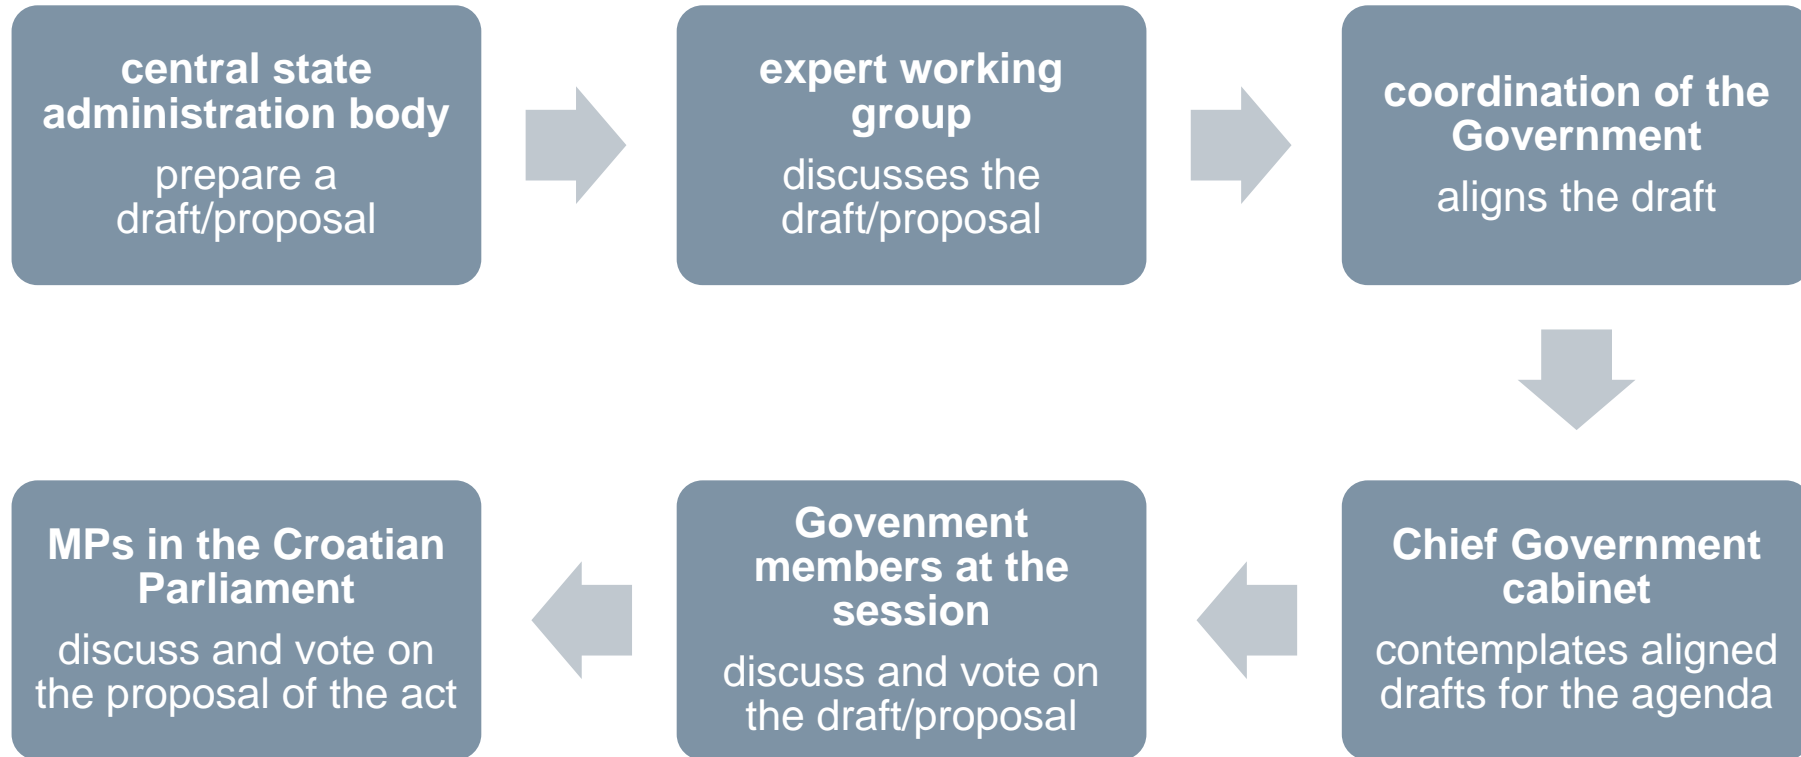 central state
administration body
prepare a
draft/proposal
expert working
group
discusses the
draft/proposal
coordination of the
Government
aligns the draft
Chief Government
cabinet
contemplates aligned
drafts for the agenda
Govenment
members at the
session
discuss and vote on
the draft/proposal
MPs in the Croatian
Parliament
discuss and vote on
the proposal of the act